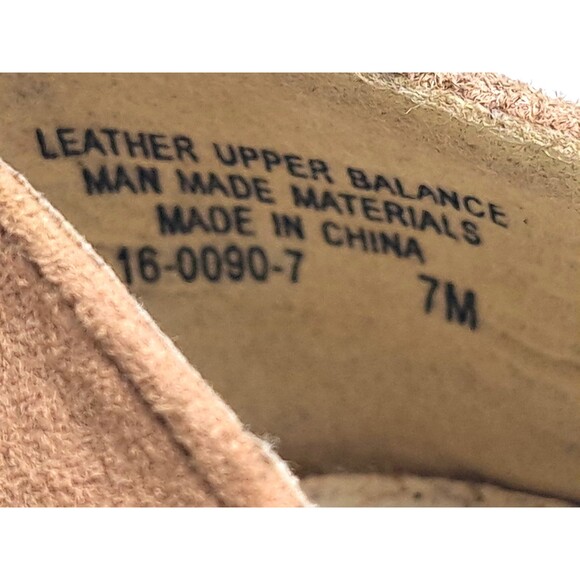 LEATHER UPPER BALANCE
MAN MADE MATERIALS
MADE IN CHINA
16-0090-7 7M